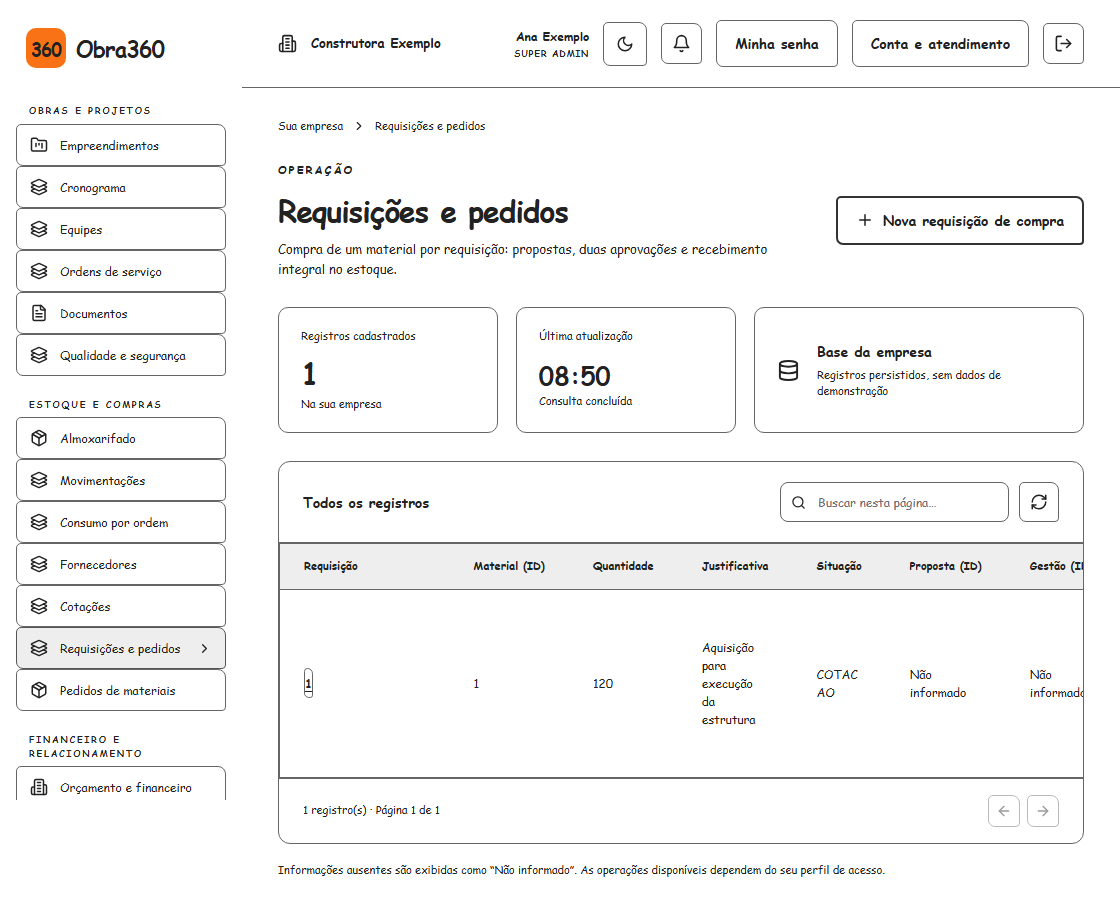 360 Obra360
Construtora Exemplo
Ana Exemplo
SUPER ADMIN
Minha senha
Conta e atendimento
OBRAS E PROJETOS
Empreendimentos
Cronograma
Equipes
Ordens de serviço
Documentos
Qualidade e segurança
ESTOQUE E COMPRAS
Almoxarifado
Movimentações
Consumo por ordem
Fornecedores
Cotações
Requisições e pedidos
Pedidos de materiais
FINANCEIRO E
RELACIONAMENTO
Orçamento e financeiro
Sua empresa > Requisições e pedidos
OPERAÇÃO
Requisições e pedidos
Compra de um material por requisição: propostas, duas aprovações e recebimento
integral no estoque.
+ Nova requisição de compra
Registros cadastrados
1
Na sua empresa
Última atualização
08:50
Consulta concluída
Base da empresa
Registros persistidos, sem dados de
demonstração
Todos os registros
Buscar nesta página...
Requisição Material (ID) Quantidade Justificativa Situação Proposta (ID) Gestão
1
1
120
Aquisição
para
execução
da
estrutura
COTAC
AO
Não
informado
Não
informado
1 registro(s) · Página 1 de 1
Informações ausentes são exibidas como “Não informado”. As operações disponíveis dependem do seu perfil de acesso.